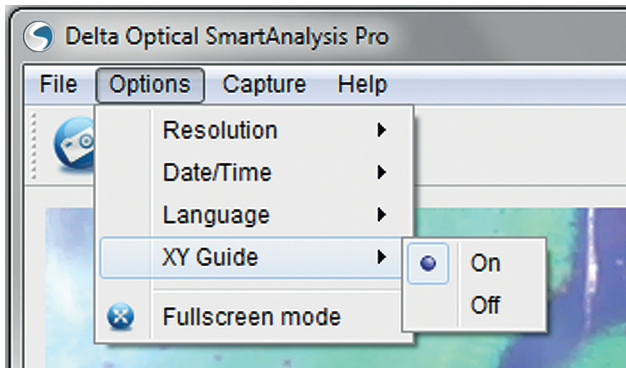 Delta Optical SmartAnalysis Pro
File Options Capture Help
Resolution
Date/Time
Language
XY Guide
On
Off
Fullscreen mode